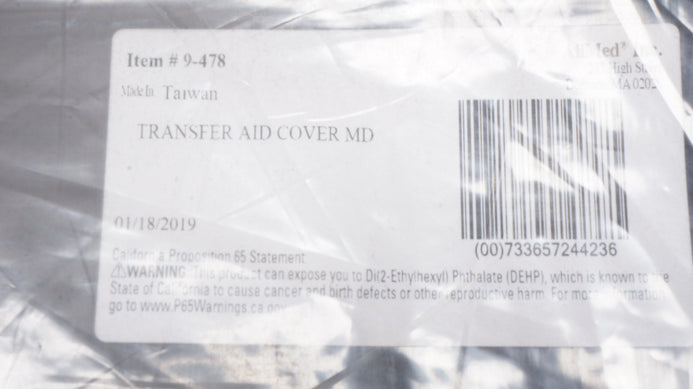 Item # 9-478
Made In Taiwan
TRANSFER AID COVER MD
01/18/2019
Inc.
High
MA
(00)733657244236
California Proposition 65 Statement
⚠WARNING This product can expose you to Di(2-Ethylhexyl) Phthalate (DEHP), which is known to the
State of California to cause cancer and birth defects or other reproductive harm. For more information
go to www.P65Warnings.ca.gov